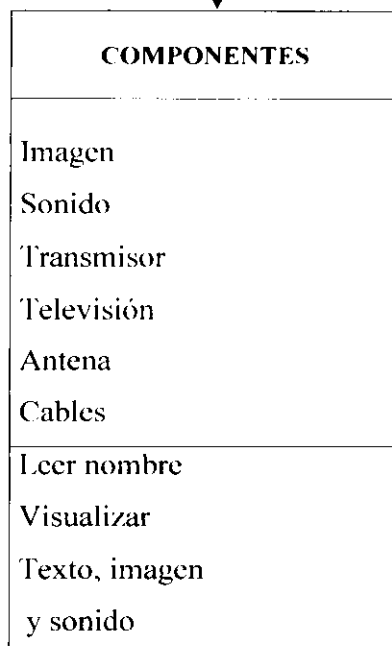 COMPONENTES
Imagen
Sonido
Transmisor
Televisión
Antena
Cables
Leer nombre
Visualizar
Texto, imagen
y sonido